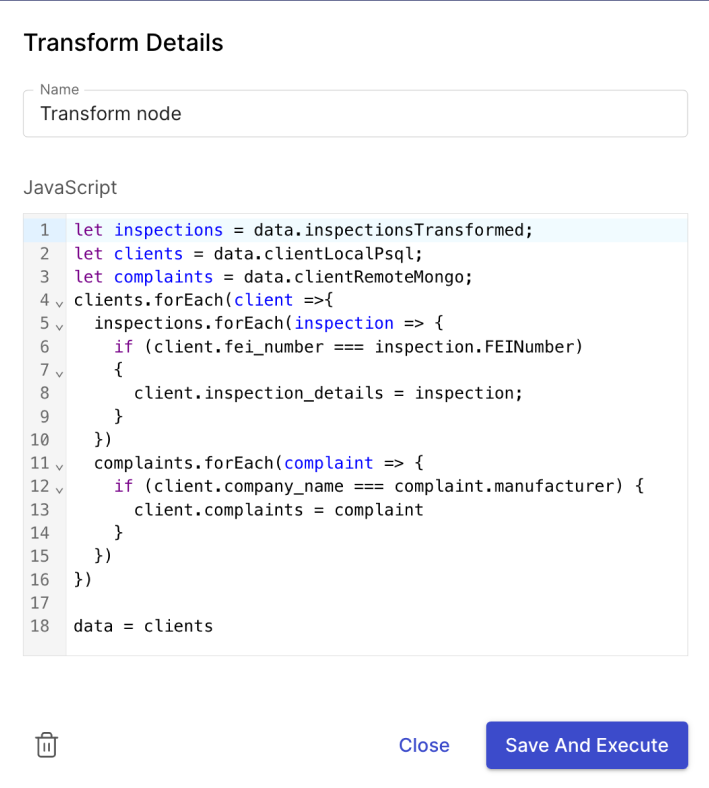 Transform Details
Name
Transform node
JavaScript
1 let inspections = data.inspectionsTransformed;
2 let clients = data.clientLocalPsql;
3 let complaints = data.clientRemoteMongo;
4 clients.forEach(client =>{
5   inspections.forEach(inspection => {
6     if (client.fei_number === inspection.FEINumber)
7     {
8       client.inspection_details = inspection;
9     }
10   })
11   complaints.forEach(complaint => {
12     if (client.company_name === complaint.manufacturer) {
13       client.complaints = complaint
14     }
15   })
16 })
17
18 data = clients
Close
Save And Execute